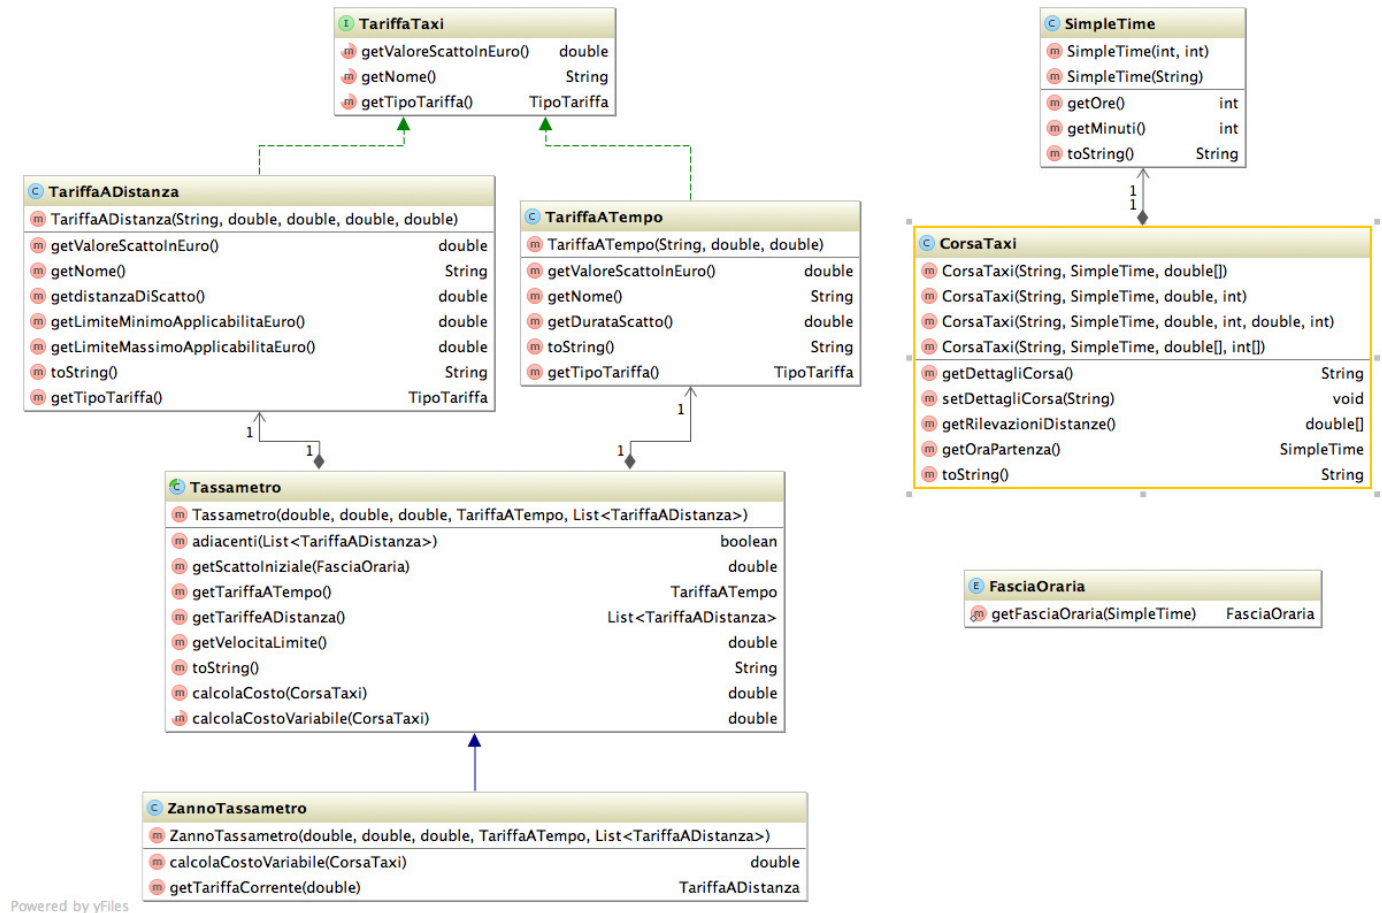 TariffaTaxi
getValoreScattoInEuro() double
getNome() String
getTipoTariffa() TipoTariffa
SimpleTime
SimpleTime(int, int)
SimpleTime(String)
getOre() int
getMinuti() int
toString() String
TariffaADistanza
TariffaADistanza(String, double, double, double, double)
getValoreScattoInEuro() double
getNome() String
getdistanzaDiScatto() double
getLimiteMinimoApplicabilitaEuro() double
getLimiteMassimoApplicabilitaEuro() double
toString() String
getTipoTariffa() TipoTariffa
TariffaATempo
TariffaATempo(String, double, double)
getValoreScattoInEuro() double
getNome() String
getDurataScatto() double
toString() String
getTipoTariffa() TipoTariffa
1
1
CorsaTaxi
CorsaTaxi(String, SimpleTime, double[])
CorsaTaxi(String, SimpleTime, double, int)
CorsaTaxi(String, SimpleTime, double, int, double, int)
CorsaTaxi(String, SimpleTime, double[], int[])
getDettagliCorsa() String
setDettagliCorsa(String) void
getRilevazioniDistanze() double[]
getOraPartenza() SimpleTime
toString() String
1
1
1
1
Tassametro
Tassametro(double, double, double, TariffaATempo, List<TariffaADistanza>)
adiacenti(List<TariffaADistanza>) boolean
getScattoIniziale(FasciaOraria) double
getTariffaATempo() TariffaATempo
getTariffeADistanza() List<TariffaADistanza>
getVelocitaLimite() double
toString() String
calcolaCosto(CorsaTaxi) double
calcolaCostoVariabile(CorsaTaxi) double
FasciaOraria
getFasciaOraria(SimpleTime) FasciaOraria
ZannoTassametro
ZannoTassametro(double, double, double, TariffaATempo, List<TariffaADistanza>)
calcolaCostoVariabile(CorsaTaxi) double
getTariffaCorrente(double) TariffaADistanza
Powered by yFiles